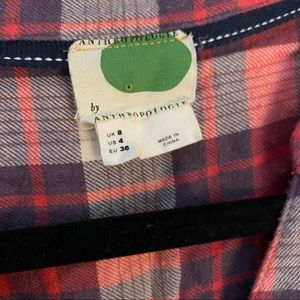 ANTHROPOLOGIE
by
ANTHROPOLOGIE
UK 8
US 4
EU 36
MADE IN
CHINA